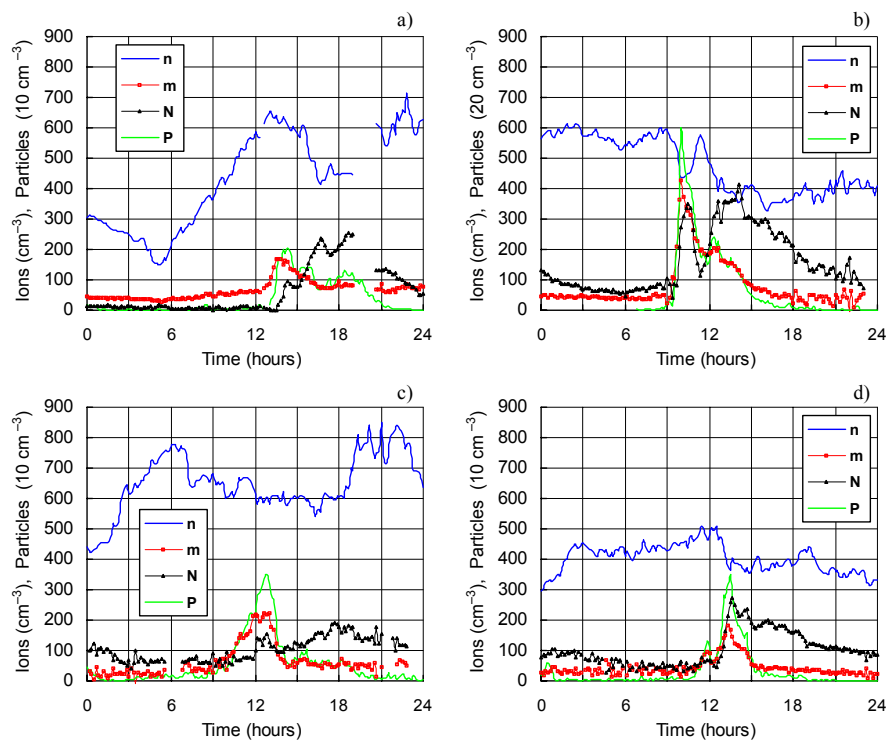 a)
Ions (cm⁻³), Particles (10 cm⁻³)
900
800
700
600
500
400
300
200
100
0
n
m
N
P
0 6 12 18 24
Time (hours)
b)
Ions (cm⁻³), Particles (20 cm⁻³)
900
800
700
600
500
400
300
200
100
0
n
m
N
P
0 6 12 18 24
Time (hours)
c)
Ions (cm⁻³), Particles (10 cm⁻³)
900
800
700
600
500
400
300
200
100
0
n
m
N
P
0 6 12 18 24
Time (hours)
d)
Ions (cm⁻³), Particles (10 cm⁻³)
900
800
700
600
500
400
300
200
100
0
n
m
N
P
0 6 12 18 24
Time (hours)